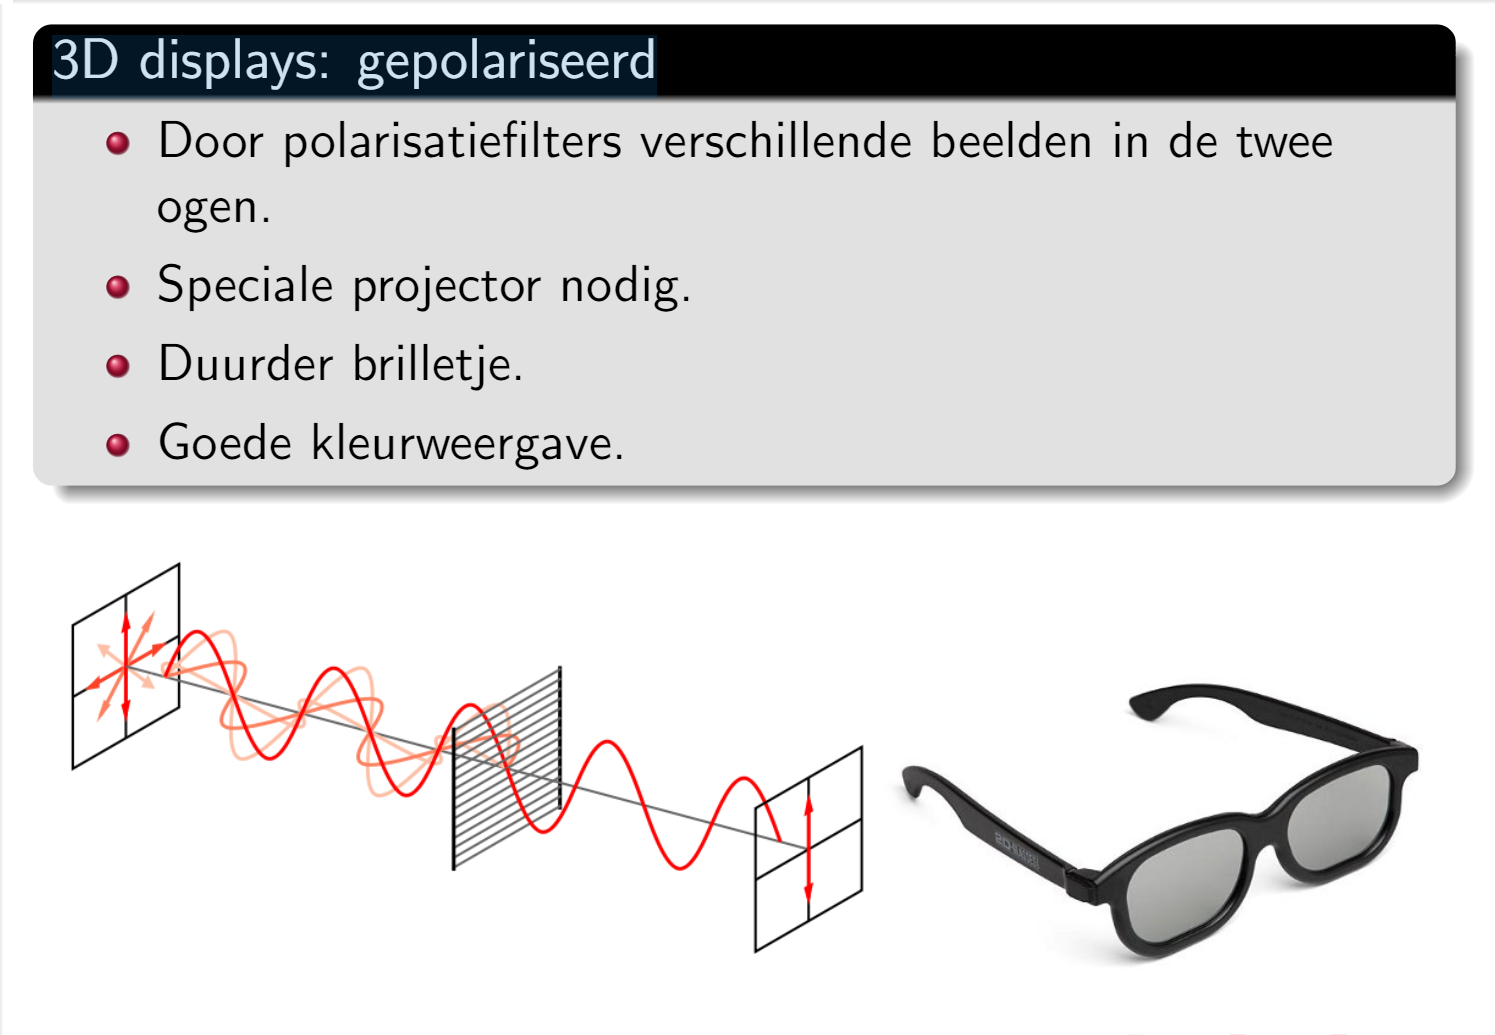 3D displays: gepolariseerd
Door polarisatiefilters verschillende beelden in de twee
ogen.
Speciale projector nodig.
Duurder brilletje.
Goede kleurweergave.